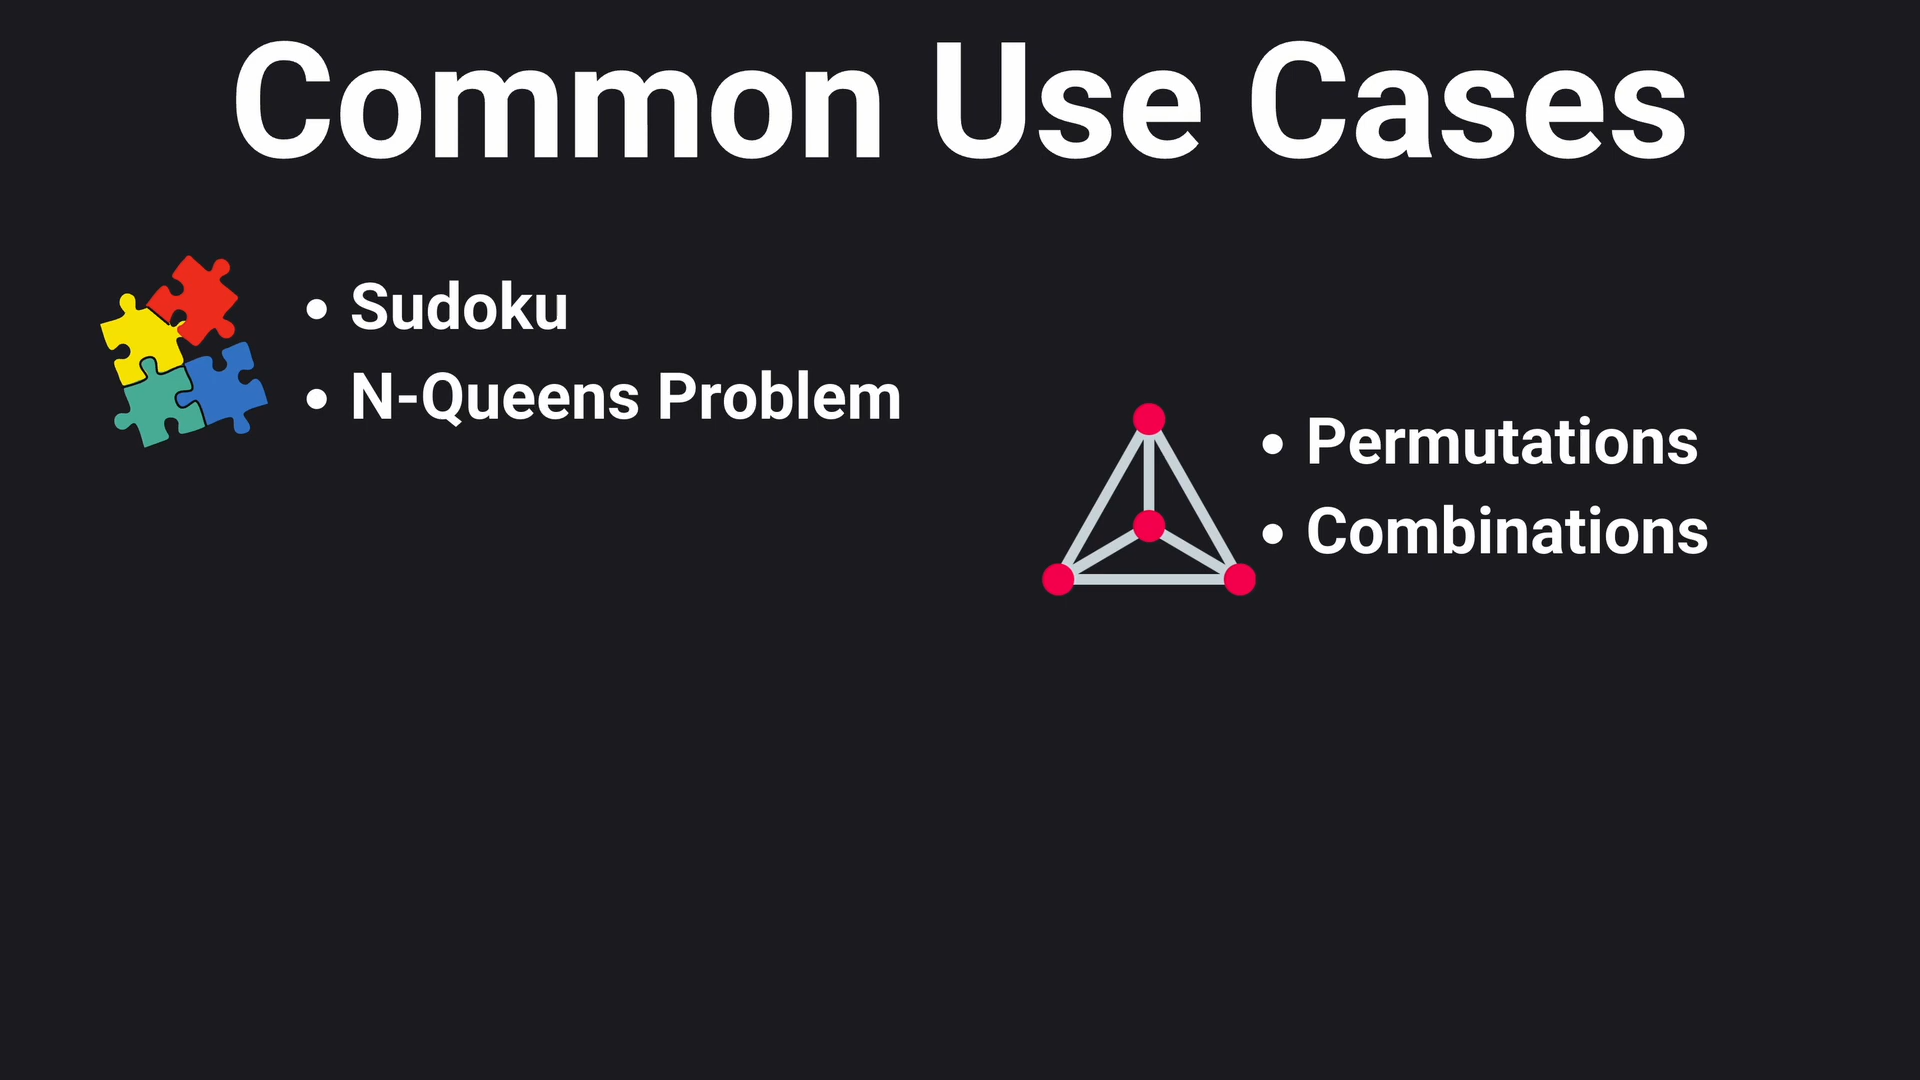 Common Use Cases
• Sudoku
• N-Queens Problem
• Permutations
• Combinations